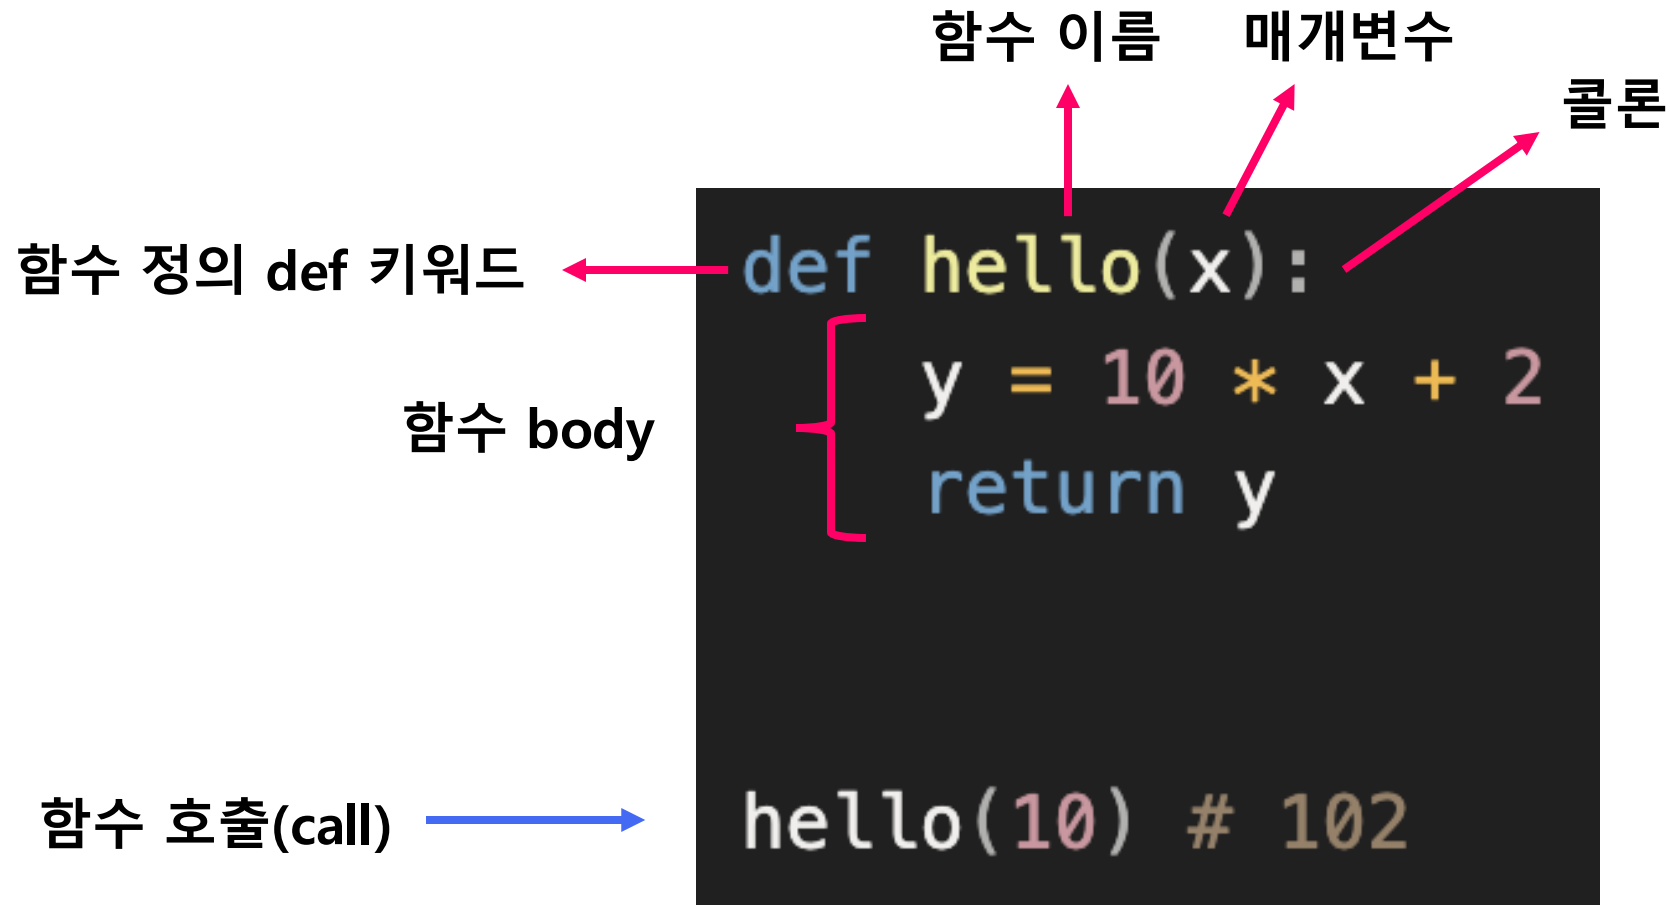 함수 이름
매개변수
콜론
함수 정의 def 키워드
def hello(x):
y = 10 * x + 2
함수 body
return y
함수 호출(call)
hello(10) # 102